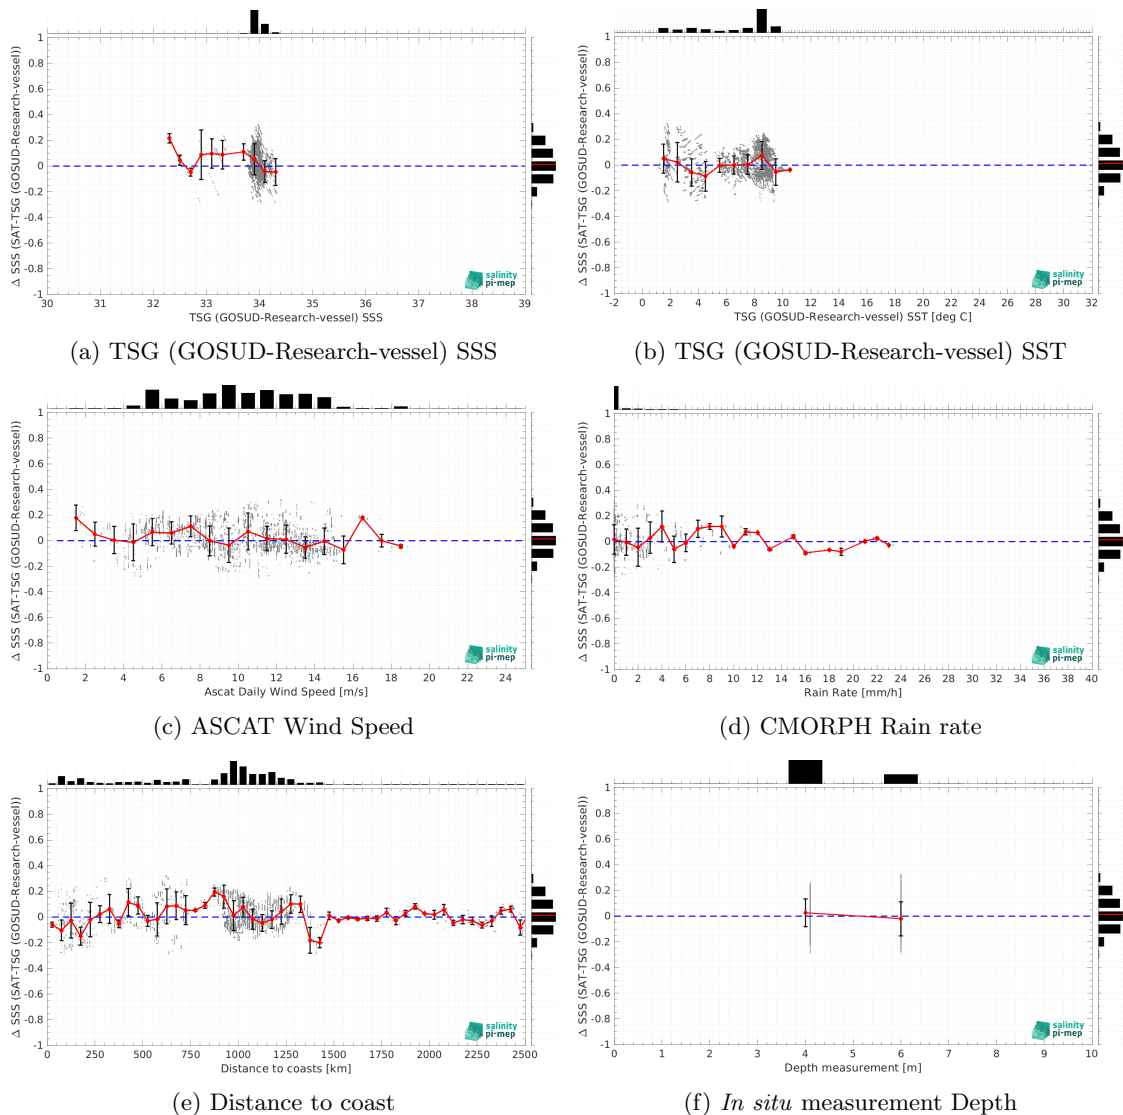 Δ SSS (SAT-TSG (GOSUD-Research-vessel))
1
0.8
0.6
0.4
0.2
0
-0.2
-0.4
-0.6
-0.8
-1
salinity
pi-mep
30 31 32 33 34 35 36 37 38 39
TSG (GOSUD-Research-vessel) SSS
(a) TSG (GOSUD-Research-vessel) SSS
Δ SSS (SAT-TSG (GOSUD-Research-vessel))
1
0.8
0.6
0.4
0.2
0
-0.2
-0.4
-0.6
-0.8
-1
salinity
pi-mep
-2 0 2 4 6 8 10 12 14 16 18 20 22 24 26 28 30 32
TSG (GOSUD-Research-vessel) SST [deg C]
(b) TSG (GOSUD-Research-vessel) SST
Δ SSS (SAT-TSG (GOSUD-Research-vessel))
1
0.8
0.6
0.4
0.2
0
-0.2
-0.4
-0.6
-0.8
-1
salinity
pi-mep
0 2 4 6 8 10 12 14 16 18 20 22 24
Ascat Daily Wind Speed [m/s]
(c) ASCAT Wind Speed
Δ SSS (SAT-TSG (GOSUD-Research-vessel))
1
0.8
0.6
0.4
0.2
0
-0.2
-0.4
-0.6
-0.8
-1
salinity
pi-mep
0 2 4 6 8 10 12 14 16 18 20 22 24 26 28 30 32 34 36 38 40
Rain Rate [mm/h]
(d) CMORPH Rain rate
Δ SSS (SAT-TSG (GOSUD-Research-vessel))
1
0.8
0.6
0.4
0.2
0
-0.2
-0.4
-0.6
-0.8
-1
salinity
pi-mep
0 250 500 750 1000 1250 1500 1750 2000 2250 2500
Distance to coasts [km]
(e) Distance to coast
Δ SSS (SAT-TSG (GOSUD-Research-vessel))
1
0.8
0.6
0.4
0.2
0
-0.2
-0.4
-0.6
-0.8
-1
salinity
pi-mep
0 1 2 3 4 5 6 7 8 9 10
Depth measurement [m]
(f) In situ measurement Depth